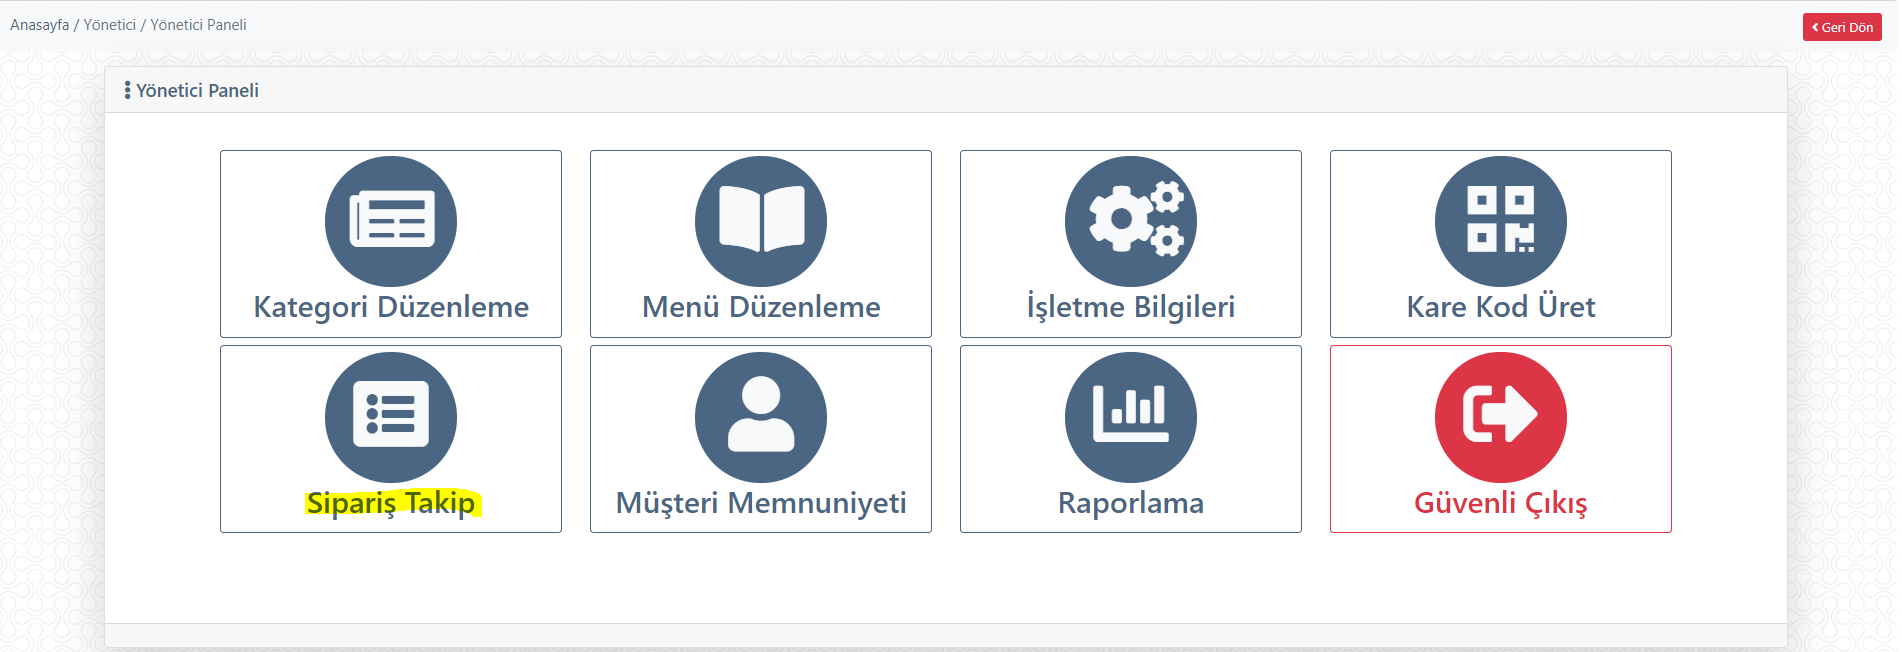 Anasayfa / Yönetici / Yönetici Paneli
Geri Dön
Yönetici Paneli
Kategori Düzenleme
Menü Düzenleme
İşletme Bilgileri
Kare Kod Üret
Sipariş Takip
Müşteri Memnuniyeti
Raporlama
Güvenli Çıkış